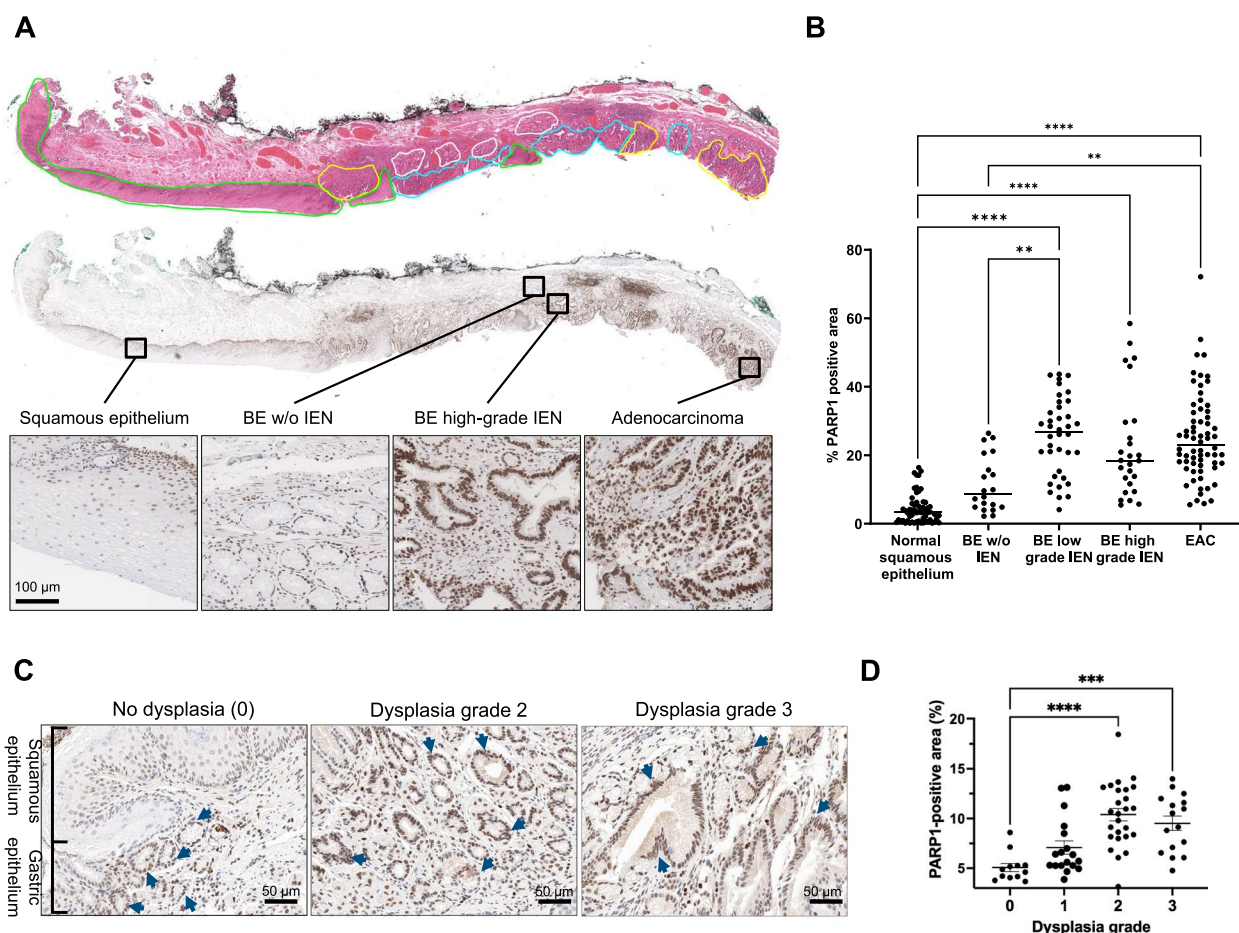 A
Squamous epithelium
BE w/o IEN
BE high-grade IEN
Adenocarcinoma
100 µm
B
****
**
****
****
**
% PARP1 positive area
80
60
40
20
0
Normal squamous epithelium
BE w/o IEN
BE low grade IEN
BE high grade IEN
EAC
C
No dysplasia (0)
Dysplasia grade 2
Dysplasia grade 3
Squamous epithelium
Gastric epithelium
50 µm
50 µm
50 µm
D
***
****
PARP1-positive area (%)
20
15
10
5
0
1
2
3
Dysplasia grade